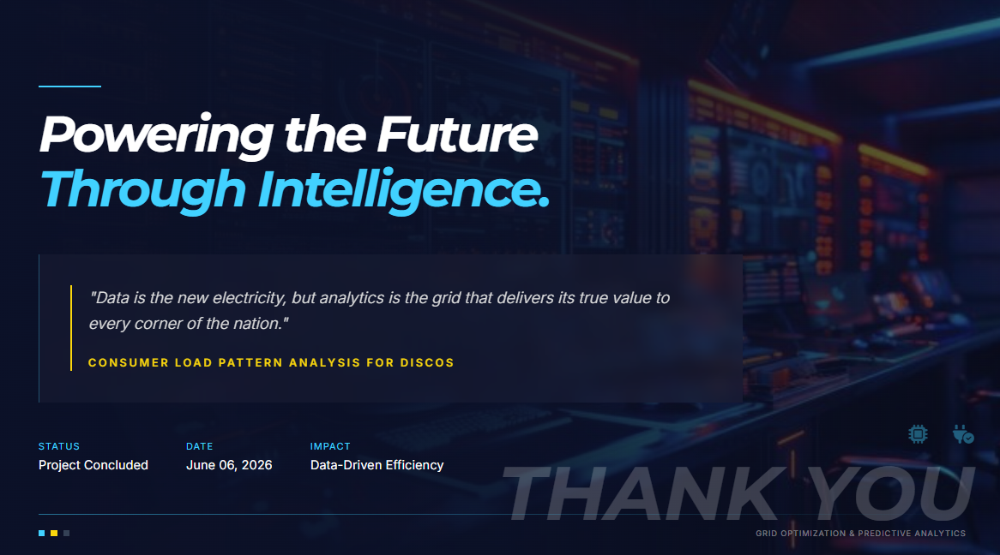 Powering the Future
Through Intelligence.
"Data is the new electricity, but analytics is the grid that delivers its true value to
every corner of the nation."
CONSUMER LOAD PATTERN ANALYSIS FOR DISCOS
STATUS
Project Concluded
DATE
June 06, 2026
IMPACT
Data-Driven Efficiency
THANK YOU
GRID OPTIMIZATION & PREDICTIVE ANALYTICS